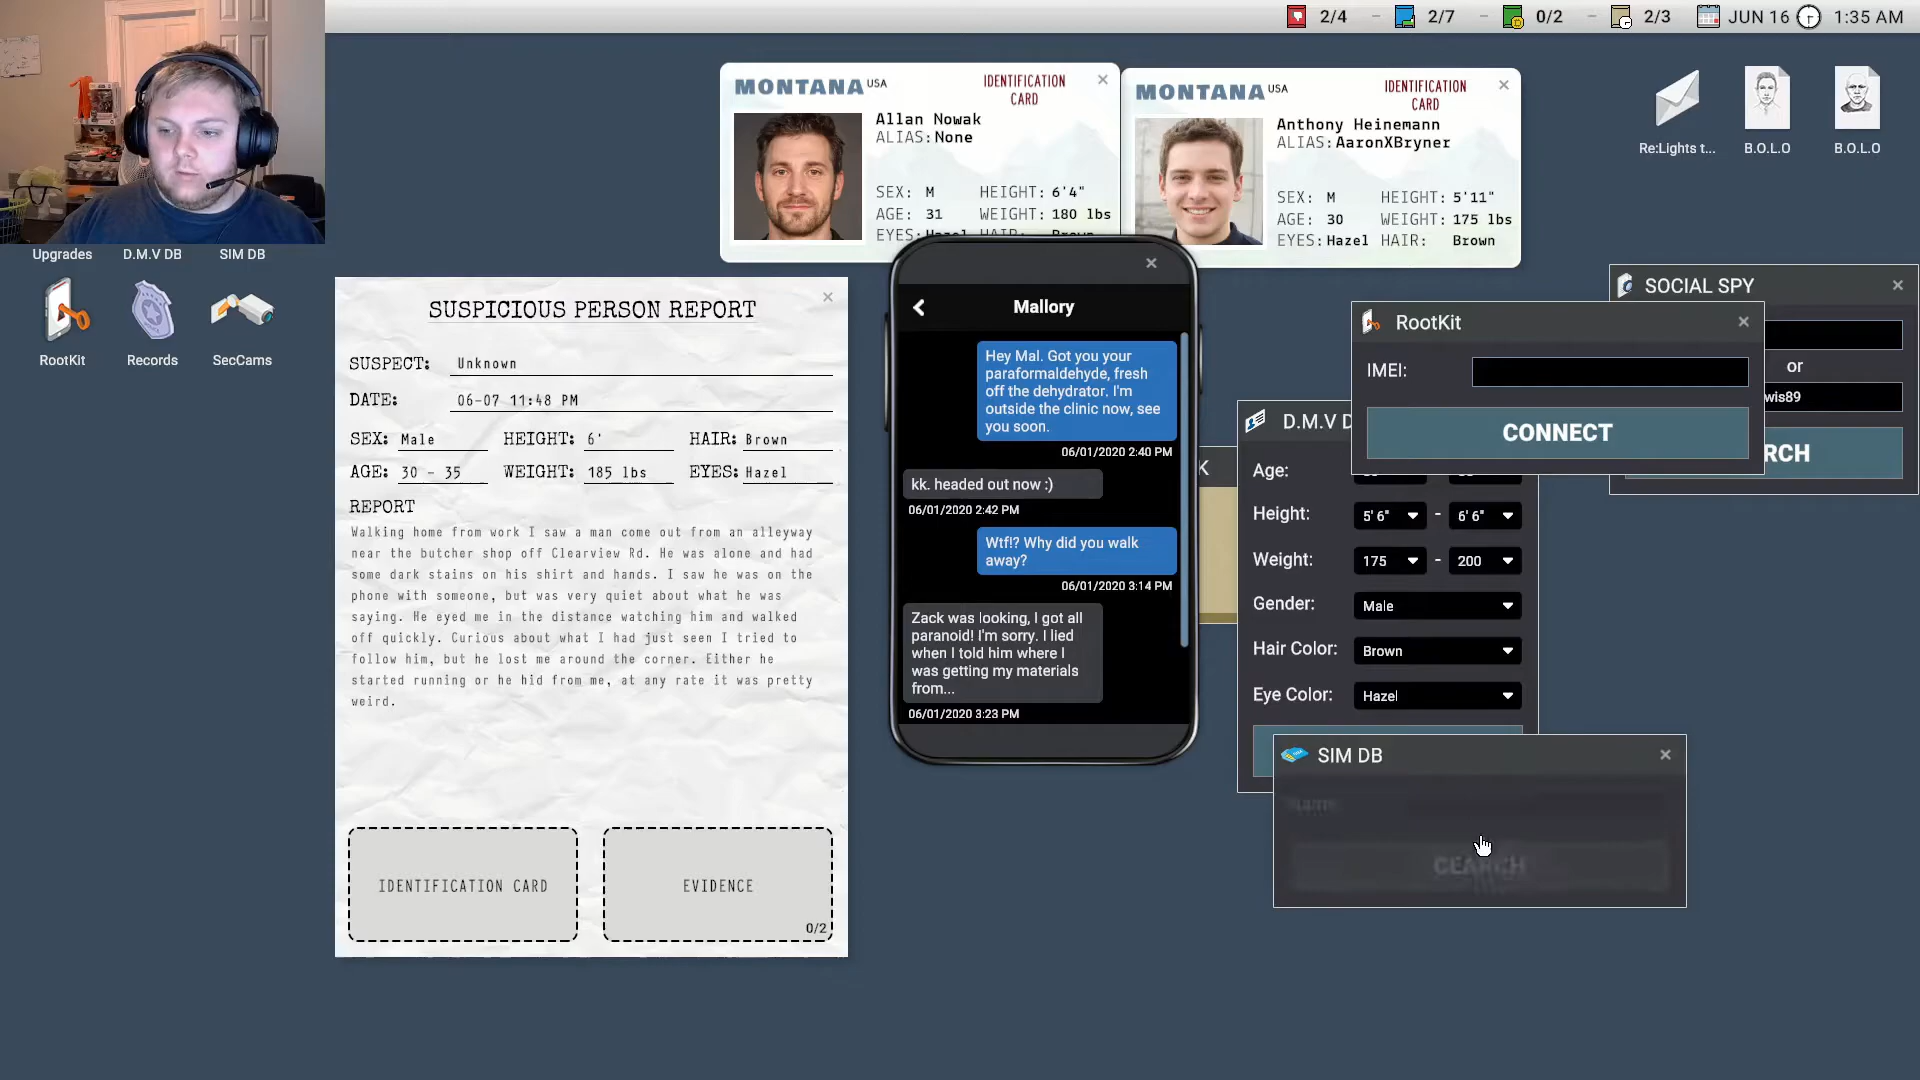 2/4
2/7
0/2
2/3
JUN 16
1:35 AM
MONTANA USA
IDENTIFICATION
CARD
Allan Nowak
ALIAS: None
SEX: M HEIGHT: 6'4"
AGE: 31 WEIGHT: 180 lbs
EYES: Hazel HAIR: Brown
MONTANA USA
IDENTIFICATION
CARD
Anthony Heinemann
ALIAS: AaronXBryner
SEX: M HEIGHT: 5'11"
AGE: 30 WEIGHT: 175 lbs
EYES: Hazel HAIR: Brown
Re:Lights t...
B.O.L.O
B.O.L.O
Upgrades
D.M.V DB
SIM DB
RootKit
Records
SecCams
SUSPICIOUS PERSON REPORT
SUSPECT: Unknown
DATE: 06-07 11:48 PM
SEX: Male HEIGHT: 6' HAIR: Brown
AGE: 30 - 35 WEIGHT: 185 lbs EYES: Hazel
REPORT
Walking home from work I saw a man come out from an alleyway
near the butcher shop off Clearview Rd. He was alone and had
some dark stains on his shirt and hands. I saw he was on the
phone with someone, but was very quiet about what he was
saying. He eyed me in the distance watching him and walked
off quickly. Curious about what I had just seen I tried to
follow him, but he lost me around the corner. Either he
started running or he hid from me, at any rate it was pretty
weird.
IDENTIFICATION CARD
EVIDENCE
0/2
Mallory
Hey Mal. Got you your
paraformaldehyde, fresh
off the dehydrator. I'm
outside the clinic now, see
you soon.
06/01/2020 2:40 PM
kk. headed out now :)
06/01/2020 2:42 PM
Wtf!? Why did you walk
away?
06/01/2020 3:14 PM
Zack was looking, I got all
paranoid! I'm sorry. I lied
when I told him where I
was getting my materials
from...
06/01/2020 3:23 PM
SOCIAL SPY
or
wis89
RCH
RootKit
IMEI:
CONNECT
K
D.M.V D
Age:
Height: 5' 6" - 6' 6"
Weight: 175 - 200
Gender: Male
Hair Color: Brown
Eye Color: Hazel
SIM DB